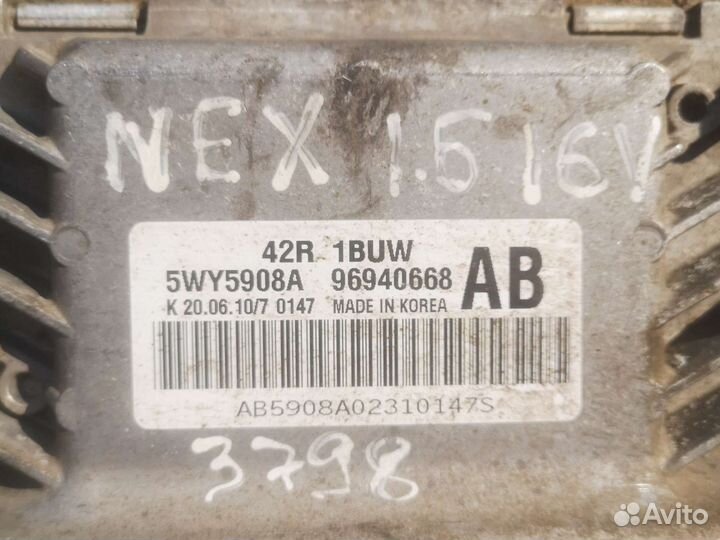 NEX 1.5 16V
42R 1BUW
5WY5908A 96940668 AB
K 20.06.10/7 0147 MADE IN KOREA
AB5908A02310147S
3798
Avito